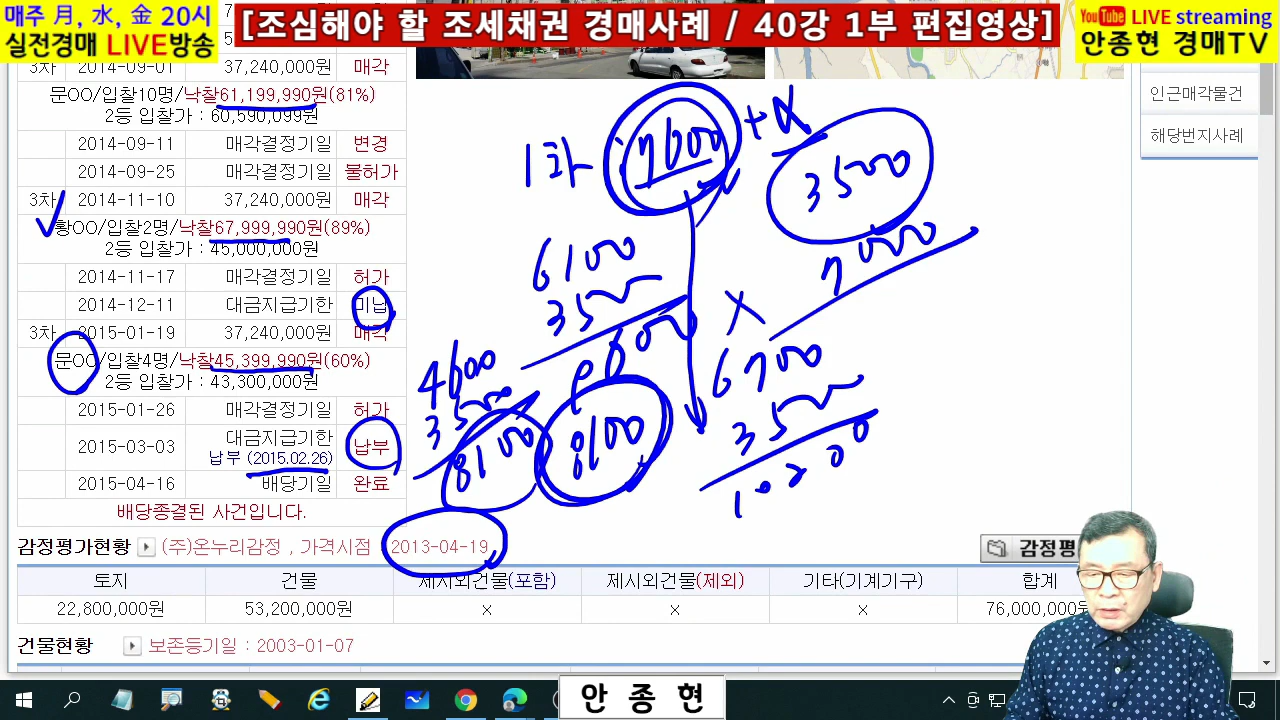 매주 月, 水, 金 20시
실전경매 LIVE방송
[조심해야 할 조세채권 경매사례 / 40강 1부 편집영상]
YouTube LIVE streaming
안종현 경매TV
인근매각물건
해당번지사례
3차 2014-09-01 37,240,000원 매각
문OO/입찰10명/낙찰61,199,990원(81%)
2등 입찰가 : 60,590,099원
2014-09-11 매각결정기일 변경
2014-09-25 매각결정기일 불허가
3차 2014-11-10 37,240,000원 매각
황OO/입찰2명/낙찰67,999,990원(89%)
2014-11-17 매각결정기일 허가
2014-12-11 대금지급기한 미납
3차 2015-01-19 37,240,000원 매각
문OO/입찰4명/낙찰45,399,990원(60%)
2등 입찰가 : 43,300,000원
2015-01-26 매각결정기일 허가
2015-03-03 대금지급기한 납부
납부 (2015.02.26)
2015-04-16 배당기일 완료
배당종결된 사건입니다.
1차 7600 +α
3500
7000
6100
35
6700
35
10200
4600
35
8100
8100
감정평가현황 (주)온누리감정 , 가격시점 : 2013-04-19
감정평
토지 건물 제시외건물(포함) 제시외건물(제외) 기타(기계기구) 합계
22,800,000원 53,200,000원 x x x 76,000,000원
건물현황 보존등기일 : 2003-01-07
안 종 현